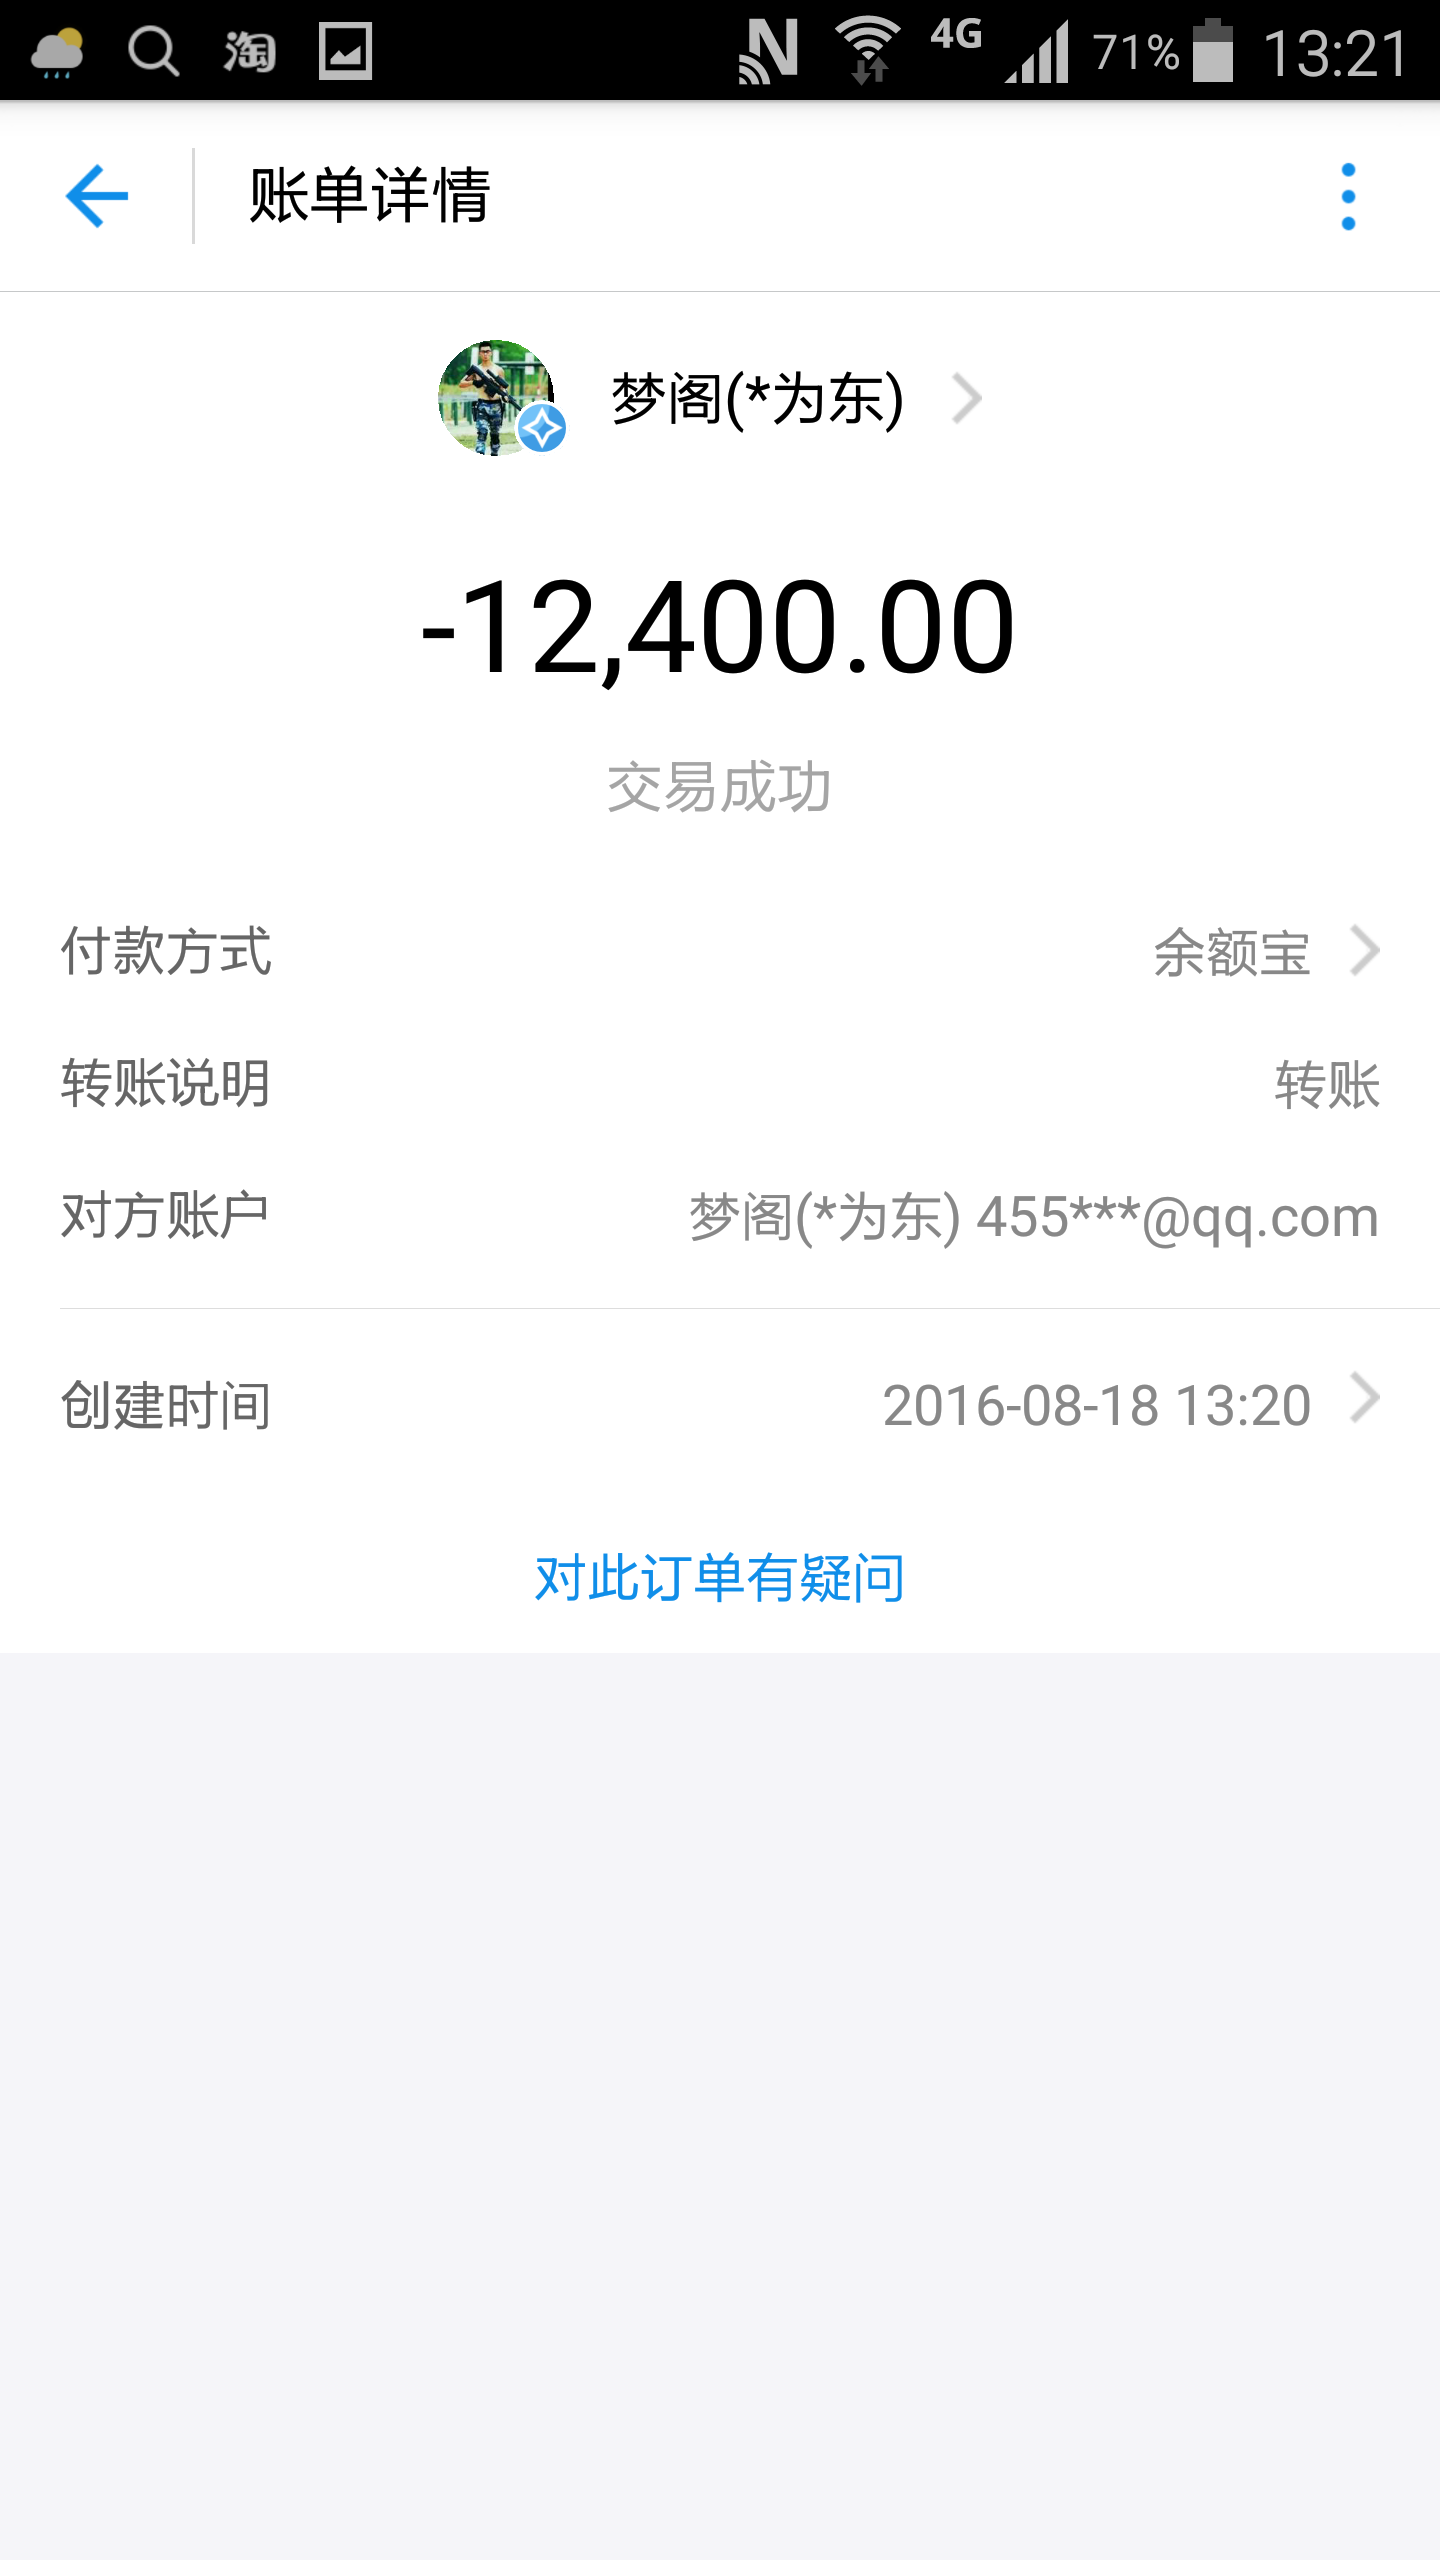 淘 N 4G 71% 13:21
账单详情
梦阁(*为东)
-12,400.00
交易成功
付款方式 余额宝
转账说明 转账
对方账户 梦阁(*为东) 455***@qq.com
创建时间 2016-08-18 13:20
对此订单有疑问